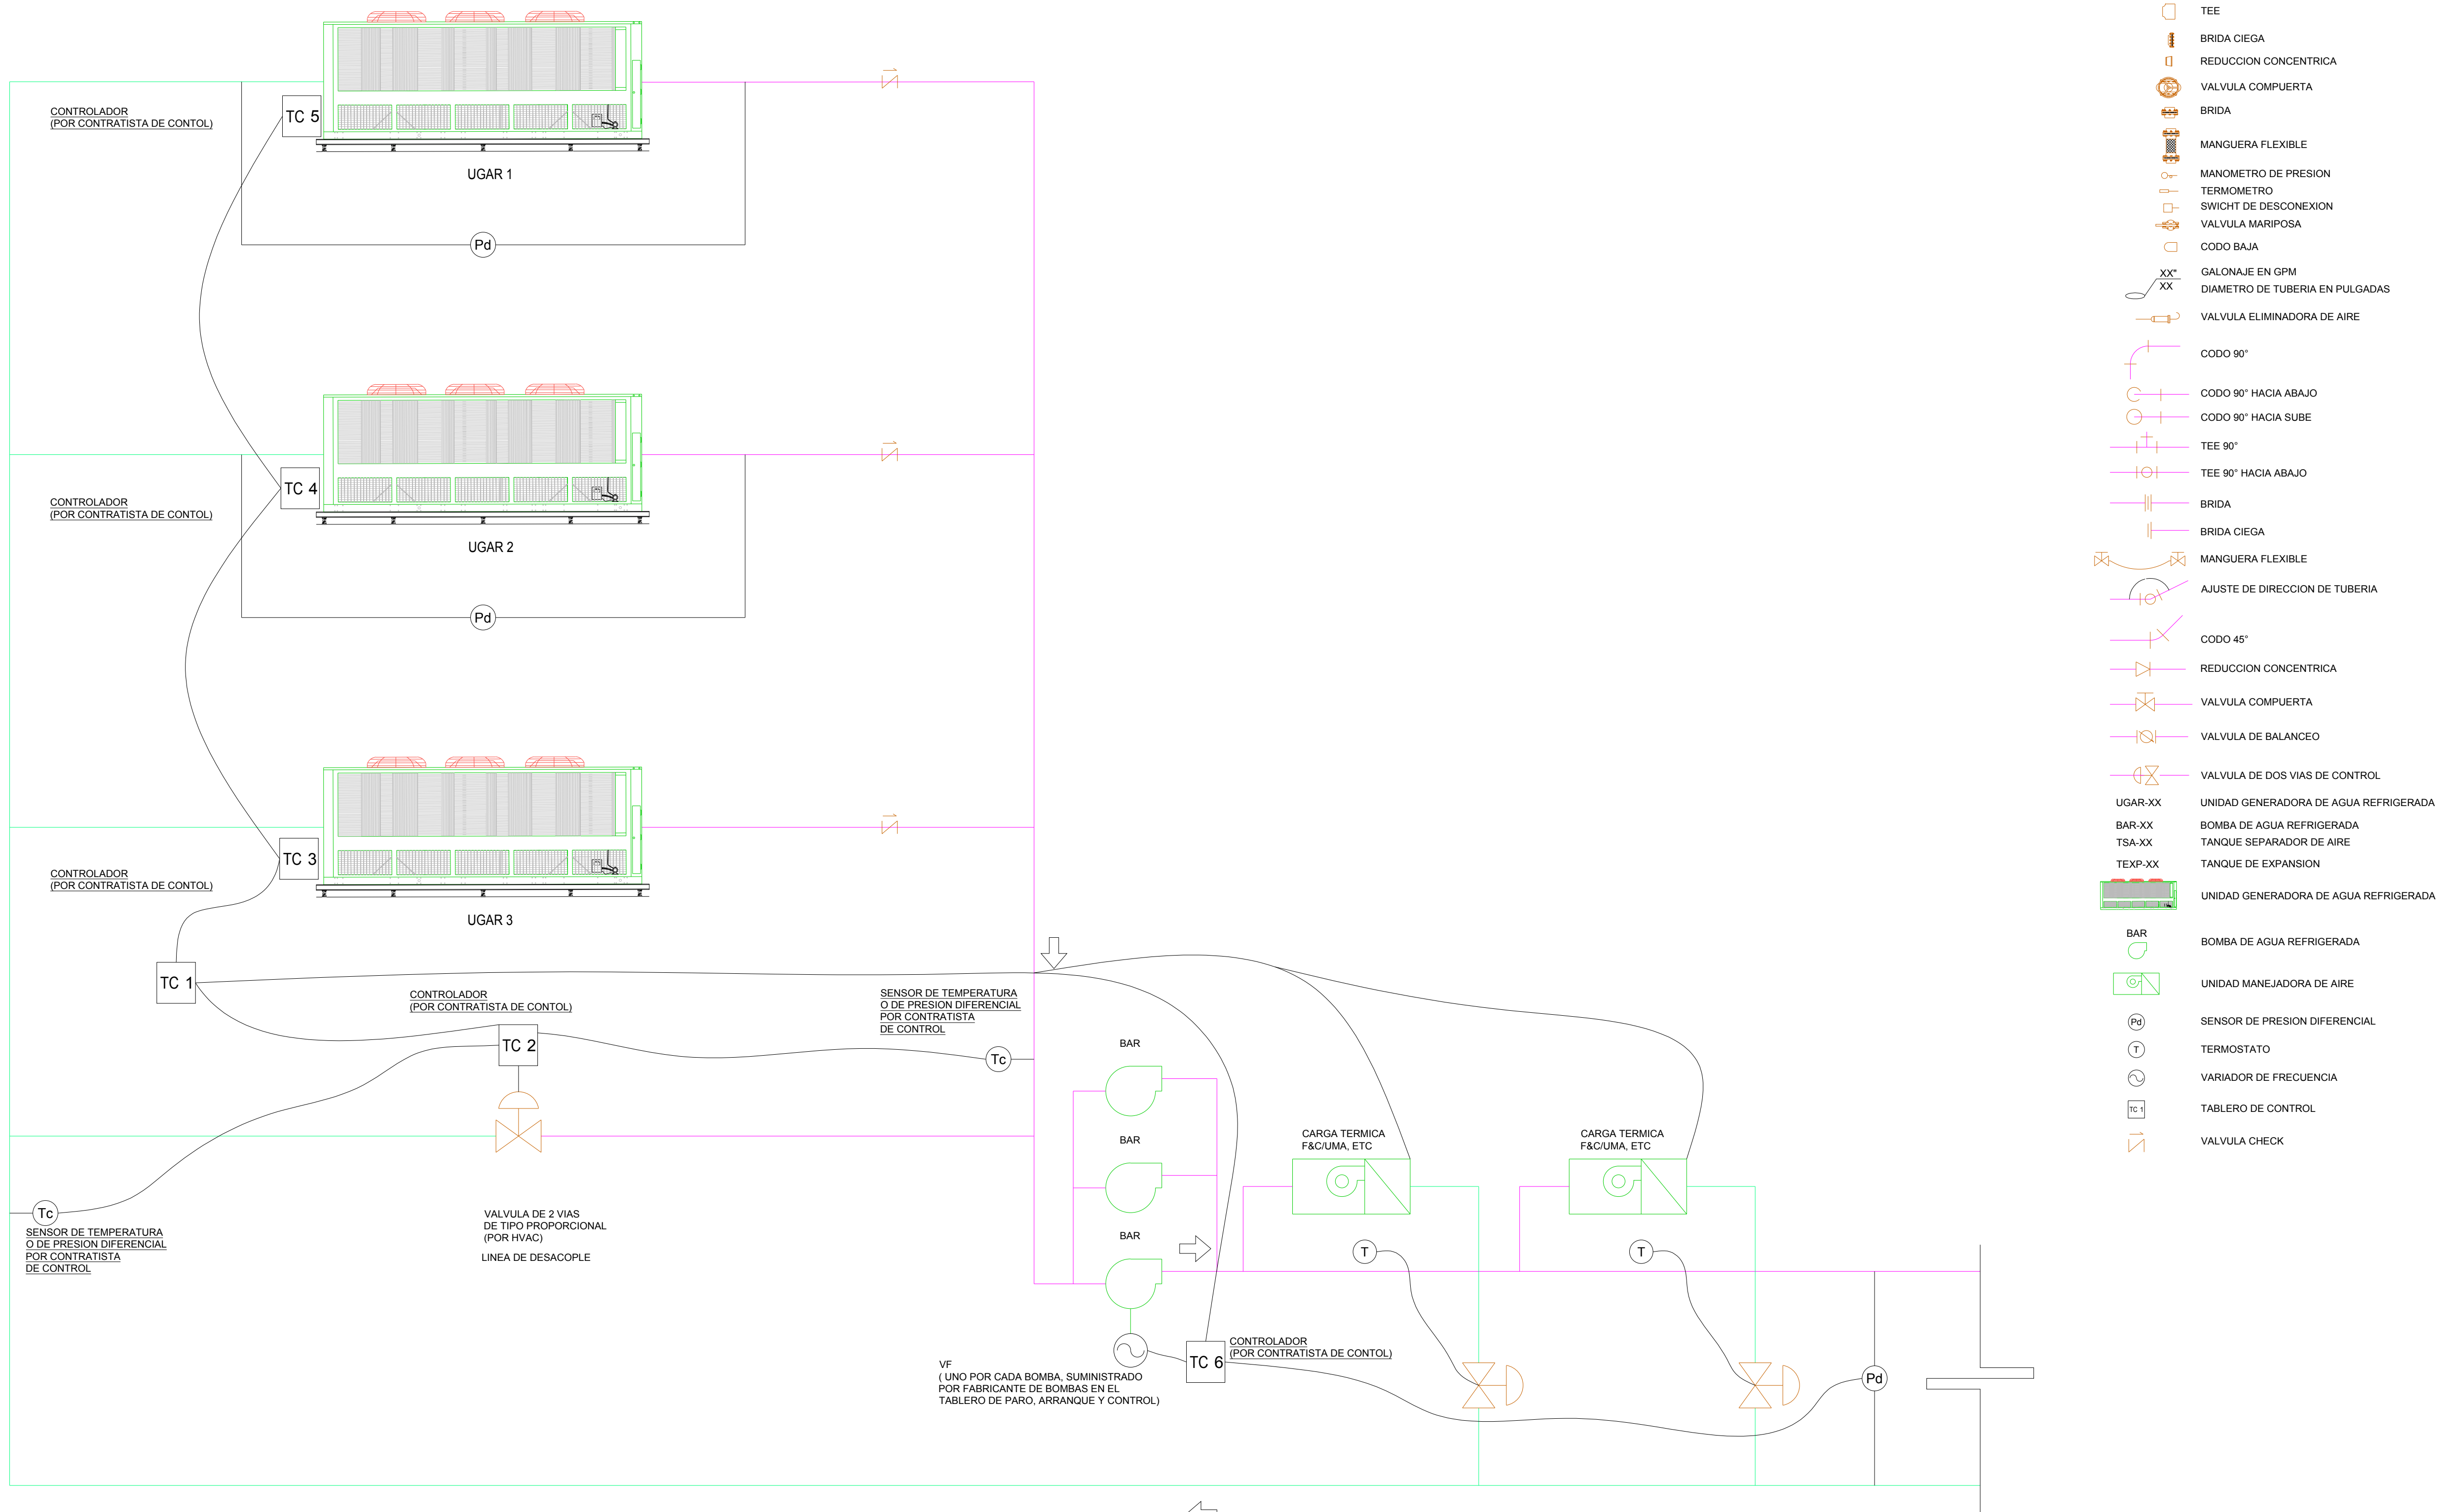 CONTROLADOR
(POR CONTRATISTA DE CONTOL)
TC 5
UGAR 1
Pd
CONTROLADOR
(POR CONTRATISTA DE CONTOL)
TC 4
UGAR 2
Pd
CONTROLADOR
(POR CONTRATISTA DE CONTOL)
TC 3
UGAR 3
TC 1
CONTROLADOR
(POR CONTRATISTA DE CONTOL)
TC 2
SENSOR DE TEMPERATURA
O DE PRESION DIFERENCIAL
POR CONTRATISTA
DE CONTROL
Tc
Tc
SENSOR DE TEMPERATURA
O DE PRESION DIFERENCIAL
POR CONTRATISTA
DE CONTROL
VALVULA DE 2 VIAS
DE TIPO PROPORCIONAL
(POR HVAC)
LINEA DE DESACOPLE
BAR
BAR
BAR
CARGA TERMICA
F&C/UMA, ETC
CARGA TERMICA
F&C/UMA, ETC
T
T
VF
( UNO POR CADA BOMBA, SUMINISTRADO
POR FABRICANTE DE BOMBAS EN EL
TABLERO DE PARO, ARRANQUE Y CONTROL)
TC 6
CONTROLADOR
(POR CONTRATISTA DE CONTOL)
Pd
TEE
BRIDA CIEGA
REDUCCION CONCENTRICA
VALVULA COMPUERTA
BRIDA
MANGUERA FLEXIBLE
MANOMETRO DE PRESION
TERMOMETRO
SWICHT DE DESCONEXION
VALVULA MARIPOSA
CODO BAJA
XX" GALONAJE EN GPM
XX DIAMETRO DE TUBERIA EN PULGADAS
VALVULA ELIMINADORA DE AIRE
CODO 90°
CODO 90° HACIA ABAJO
CODO 90° HACIA SUBE
TEE 90°
TEE 90° HACIA ABAJO
BRIDA
BRIDA CIEGA
MANGUERA FLEXIBLE
AJUSTE DE DIRECCION DE TUBERIA
CODO 45°
REDUCCION CONCENTRICA
VALVULA COMPUERTA
VALVULA DE BALANCEO
VALVULA DE DOS VIAS DE CONTROL
UGAR-XX UNIDAD GENERADORA DE AGUA REFRIGERADA
BAR-XX BOMBA DE AGUA REFRIGERADA
TSA-XX TANQUE SEPARADOR DE AIRE
TEXP-XX TANQUE DE EXPANSION
UNIDAD GENERADORA DE AGUA REFRIGERADA
BAR
BOMBA DE AGUA REFRIGERADA
UNIDAD MANEJADORA DE AIRE
Pd SENSOR DE PRESION DIFERENCIAL
T TERMOSTATO
VARIADOR DE FRECUENCIA
TC 1 TABLERO DE CONTROL
VALVULA CHECK